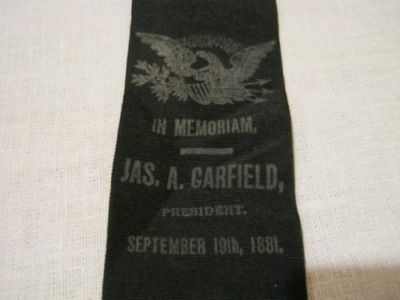 IN MEMORIAM,
JAS. A. GARFIELD,
PRESIDENT.
SEPTEMBER 19th, 1881.